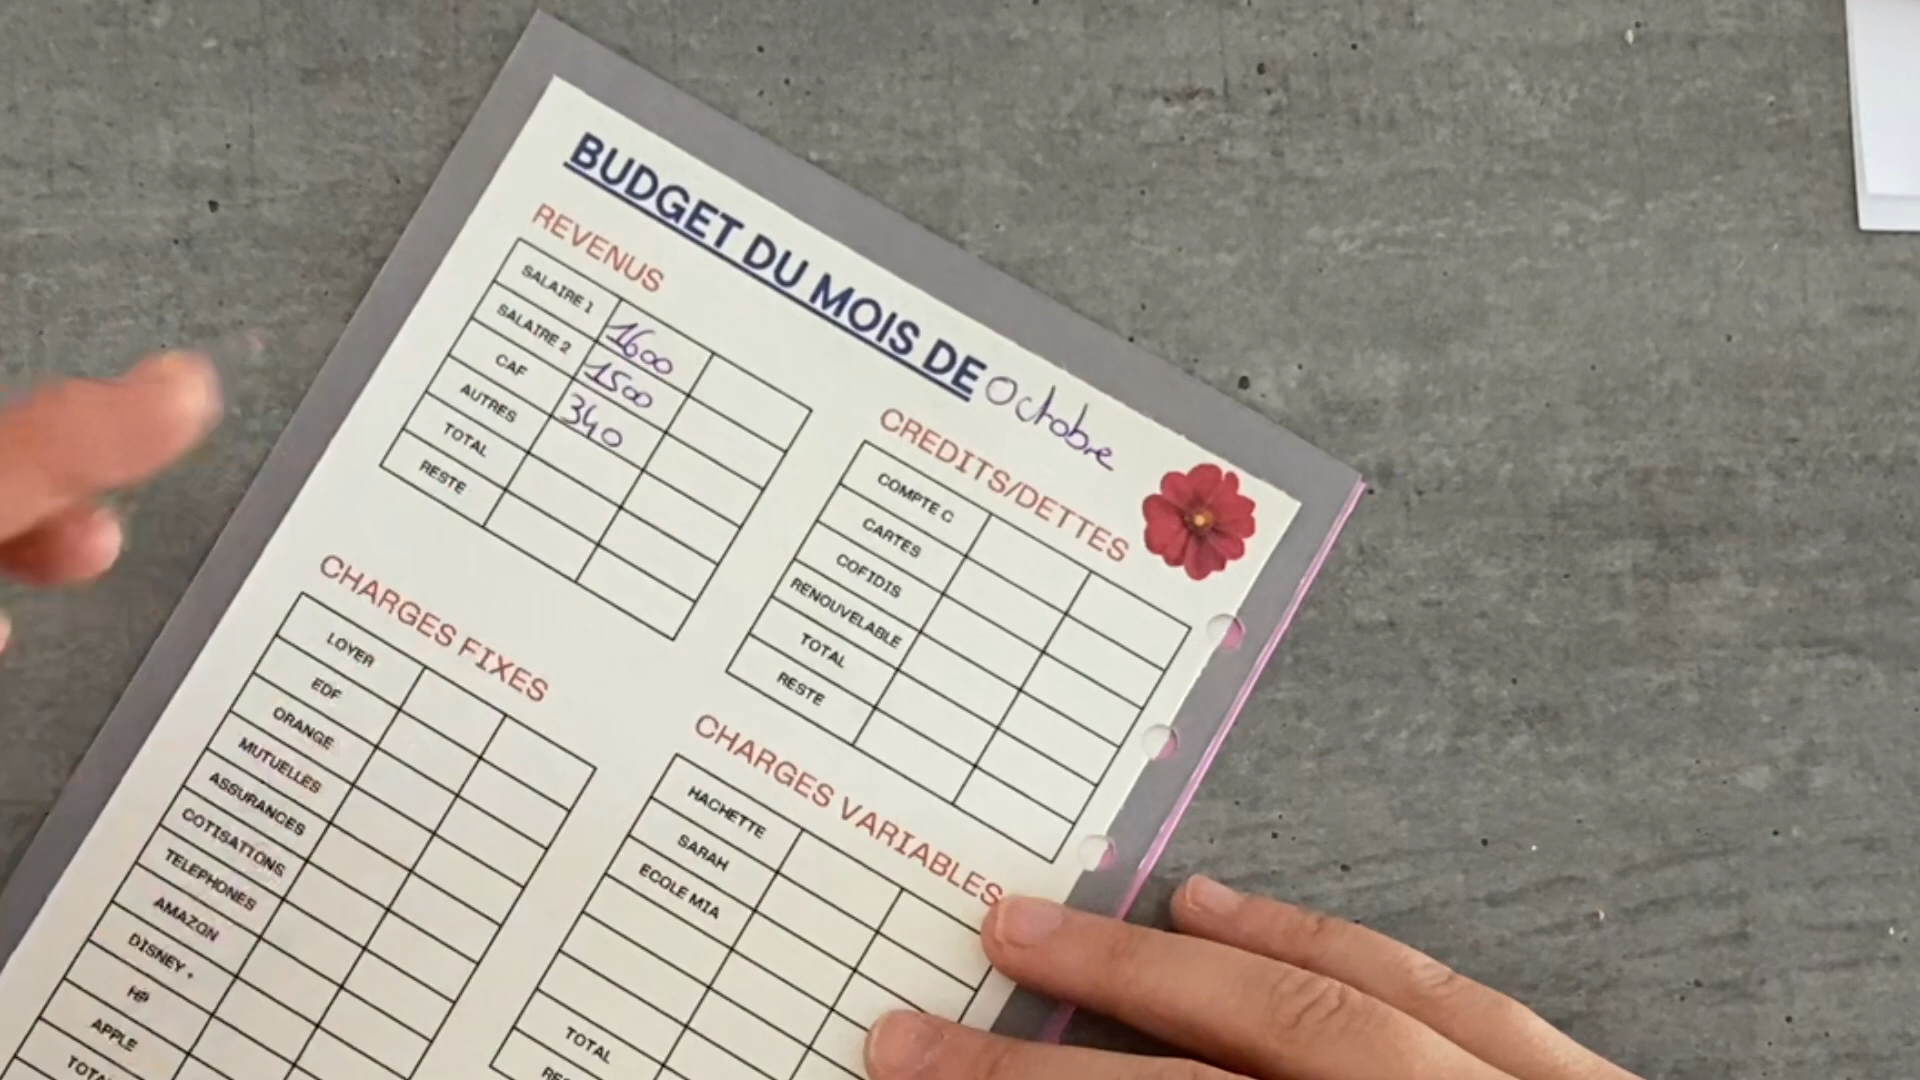 BUDGET DU MOIS DE Octobre
REVENUS
SALAIRE 1 1600
SALAIRE 2 1500
CAF 340
AUTRES
TOTAL
RESTE
CREDITS/DETTES
COMPTE C
CARTES
COFIDIS
RENOUVELABLE
TOTAL
RESTE
CHARGES FIXES
LOYER
EDF
ORANGE
MUTUELLES
ASSURANCES
COTISATIONS
TELEPHONES
AMAZON
DISNEY +
HP
APPLE
TOTAL
CHARGES VARIABLES
HACHETTE
SARAH
ECOLE MIA
TOTAL